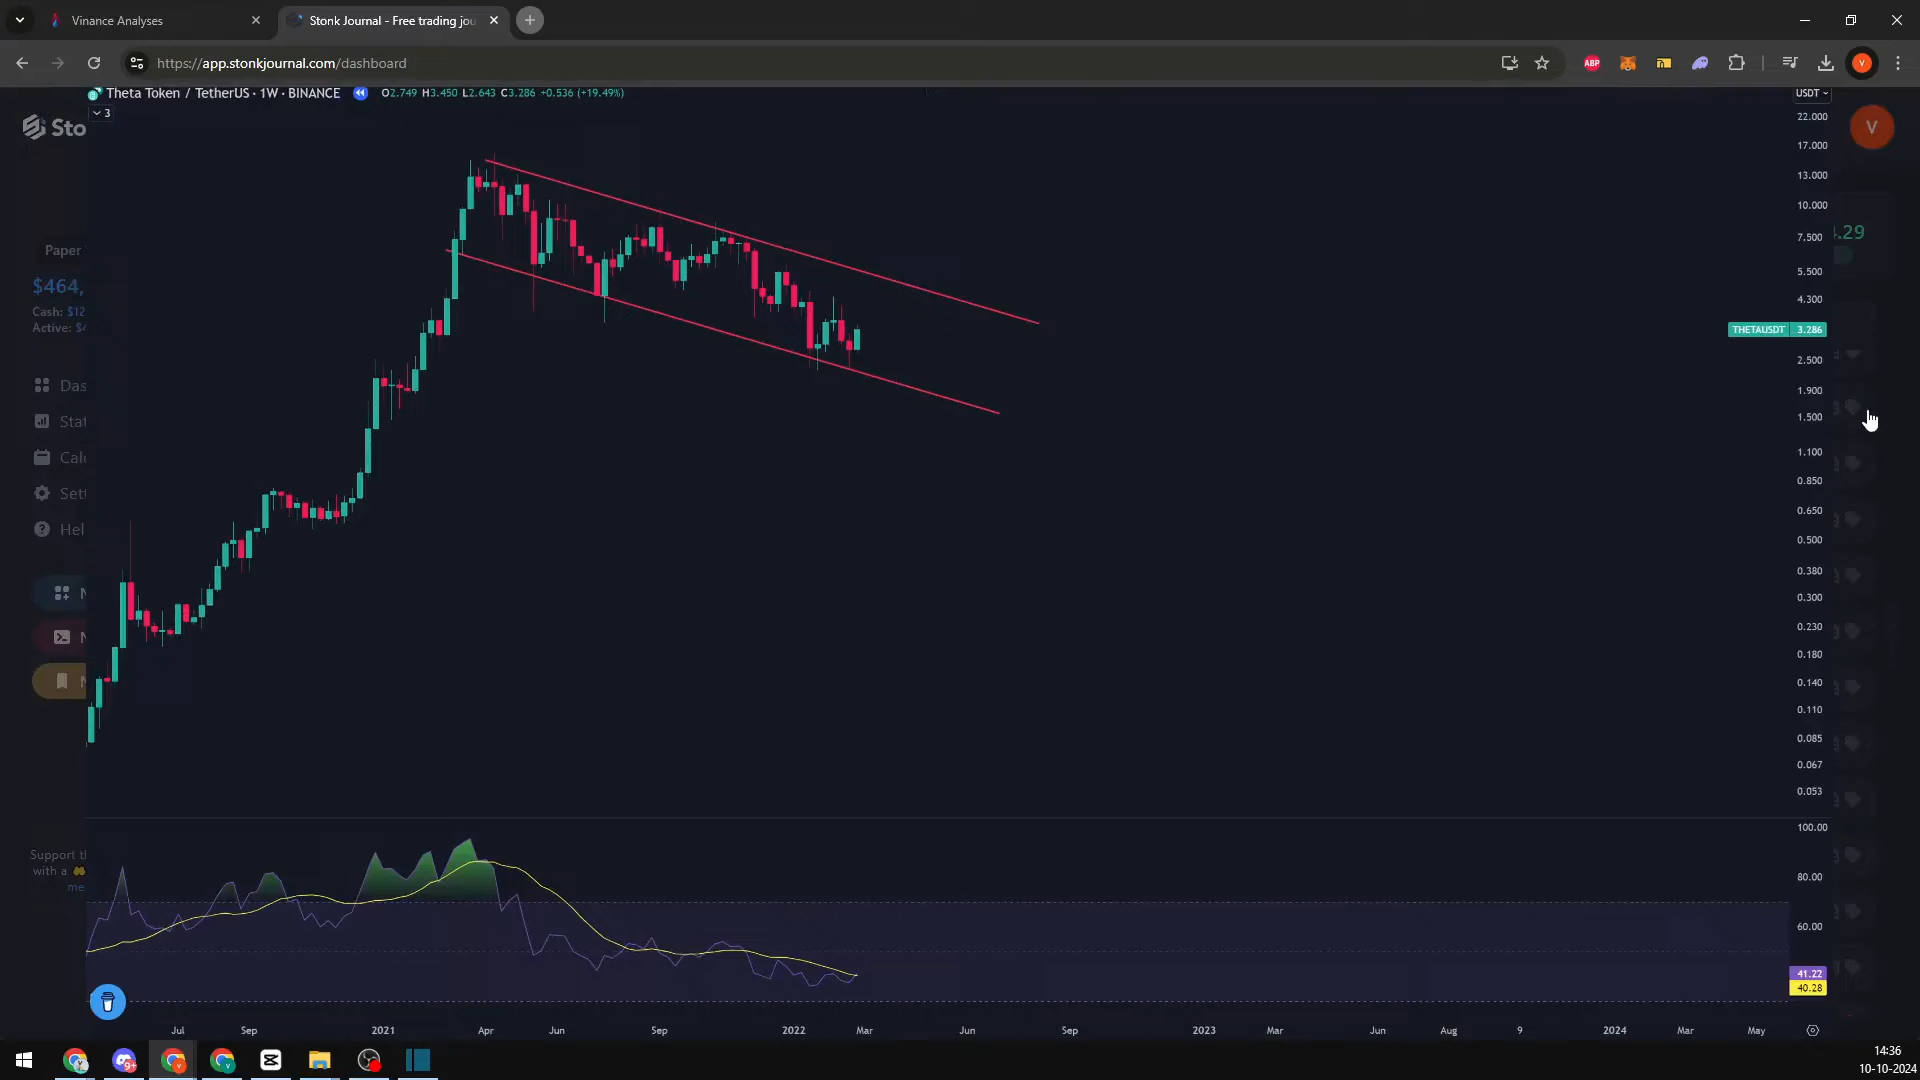 Vinance Analyses
Stonk Journal - Free trading jou
https://app.stonkjournal.com/dashboard
ABP
V
Theta Token / TetherUS · 1W · BINANCE O2.749 H3.450 L2.643 C3.286 +0.536 (+19.49%)
3
USDT
Sto
V
22.000
17.000
13.000
10.000
7.500
5.500
4.300
THETAUSDT 3.286
2.500
1.900
1.500
1.100
0.850
0.650
0.500
0.380
0.300
0.230
0.180
0.140
0.110
0.085
0.067
0.053
.29
Paper
$464,
Cash: $12
Active: $4
Das
Stat
Cale
Sett
Hel
N
N
N
Support th
with a
me
100.00
80.00
60.00
41.22
40.28
Jul Sep 2021 Apr Jun Sep 2022 Mar Jun Sep 2023 Mar Jun Aug 9 2024 Mar May
9+
14:36
10-10-2024